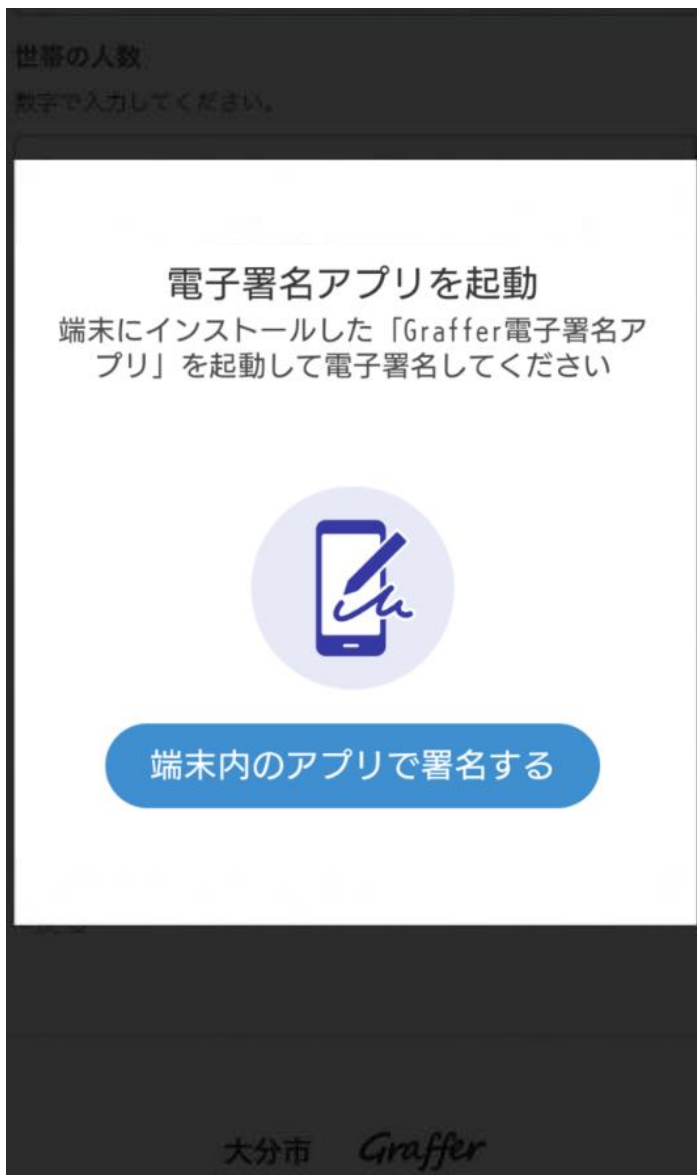 世帯の人数
数字で入力してください。
電子署名アプリを起動
端末にインストールした「Graffer電子署名ア
プリ」を起動して電子署名してください
端末内のアプリで署名する
大分市 Graffer